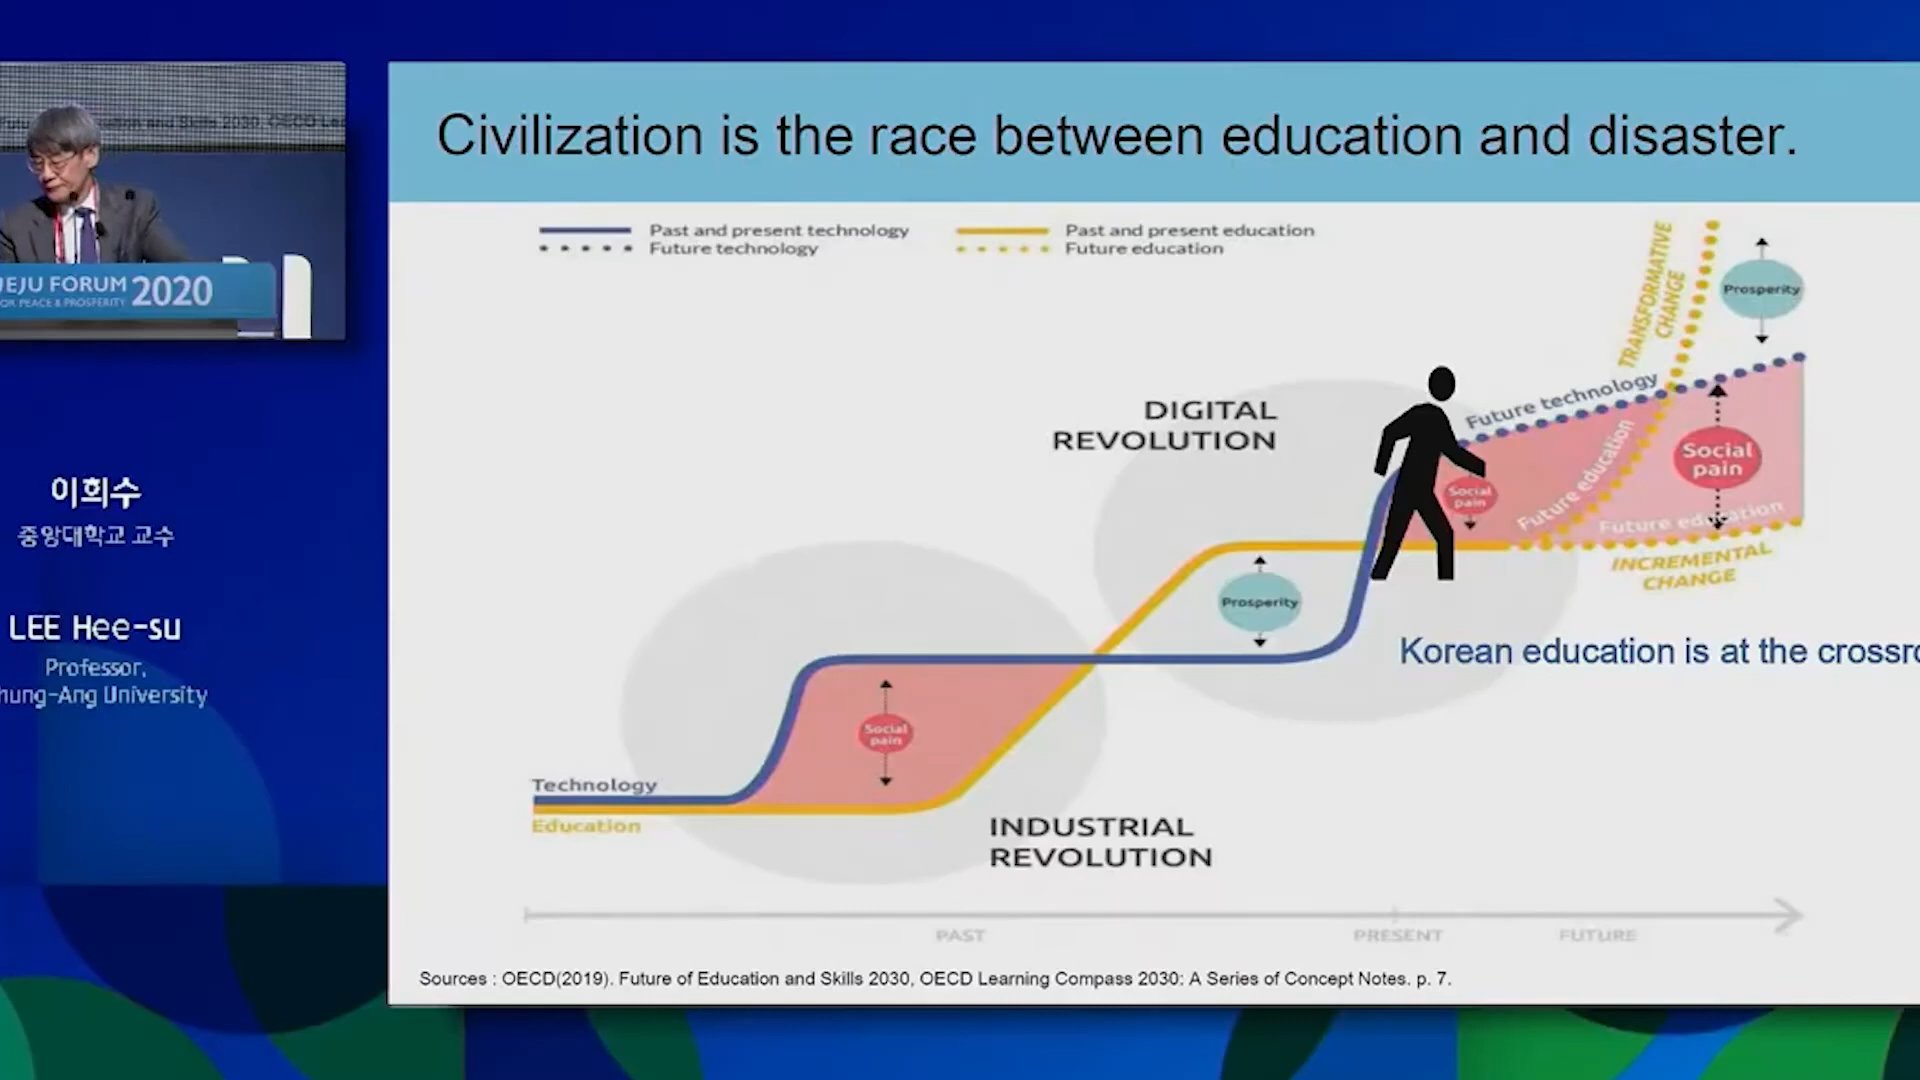 Civilization is the race between education and disaster.
Past and present technology
Past and present education
Future technology
Future education
TRANSFORMATIVE
CHANGE
Prosperity
JEJU FORUM 2020
FOR PEACE & PROSPERITY
DIGITAL
REVOLUTION
Future technology
Future education
Social
pain
Social
pain
Future education
INCREMENTAL
CHANGE
이희수
중앙대학교 교수
LEE Hee-su
Professor,
hung-Ang University
Prosperity
Korean education is at the crossro
Social
pain
Technology
Education
INDUSTRIAL
REVOLUTION
PAST
PRESENT
FUTURE
Sources : OECD(2019). Future of Education and Skills 2030, OECD Learning Compass 2030: A Series of Concept Notes. p. 7.